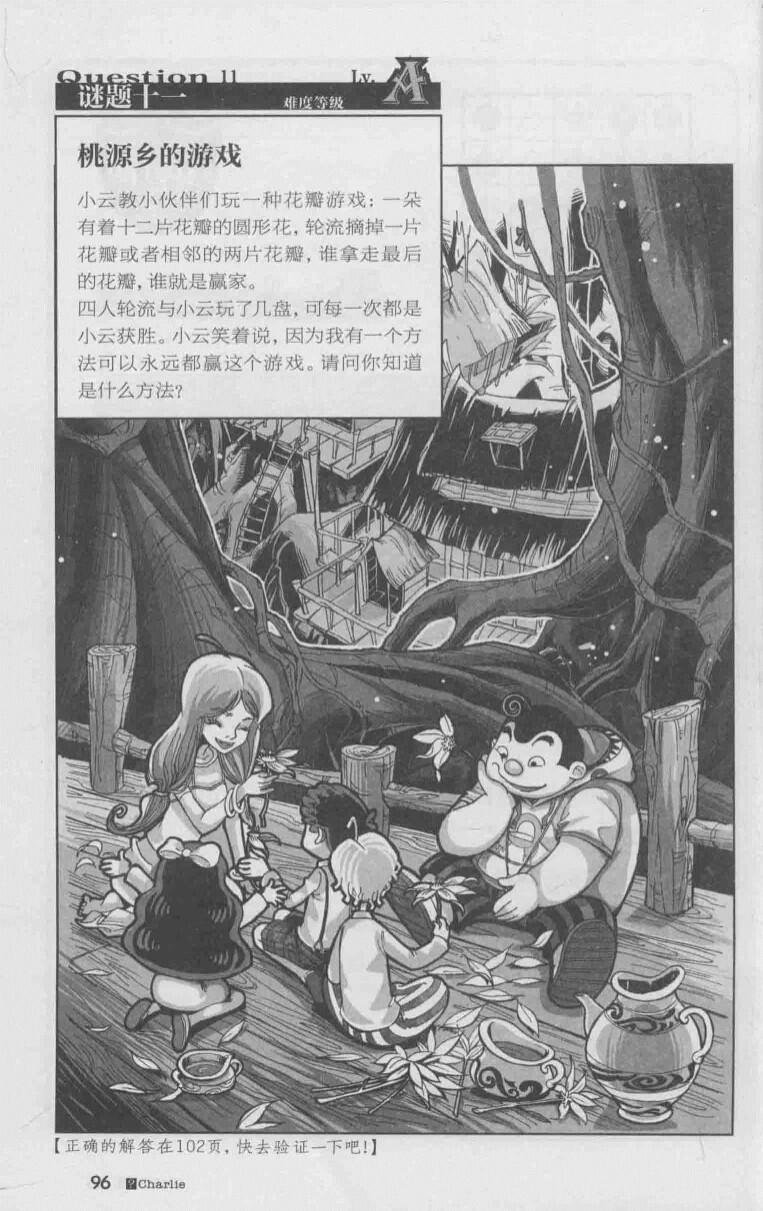 Question 11 Lv. A
谜题十一 难度等级
桃源乡的游戏
小云教小伙伴们玩一种花瓣游戏：一朵
有着十二片花瓣的圆形花，轮流摘掉一片
花瓣或者相邻的两片花瓣，谁拿走最后
的花瓣，谁就是赢家。
四人轮流与小云玩了几盘，可每一次都是
小云获胜。小云笑着说，因为我有一个方
法可以永远都赢这个游戏。请问你知道
是什么方法？
【正确的解答在102页，快去验证一下吧！】
96 ? Charlie